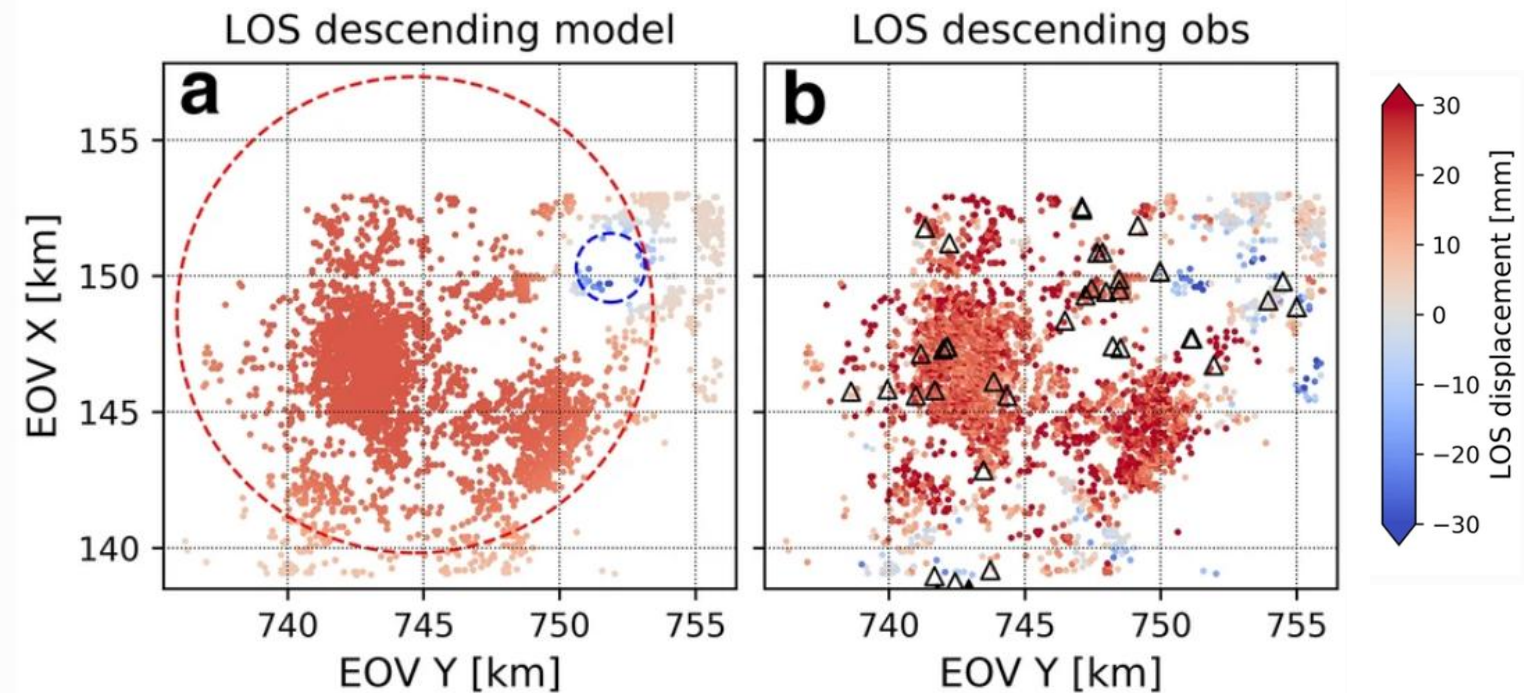 LOS descending model
LOS descending obs
a
b
155
150
145
140
740
745
750
755
740
745
750
755
EOV X [km]
EOV Y [km]
EOV Y [km]
30
20
10
0
−10
−20
−30
LOS displacement [mm]